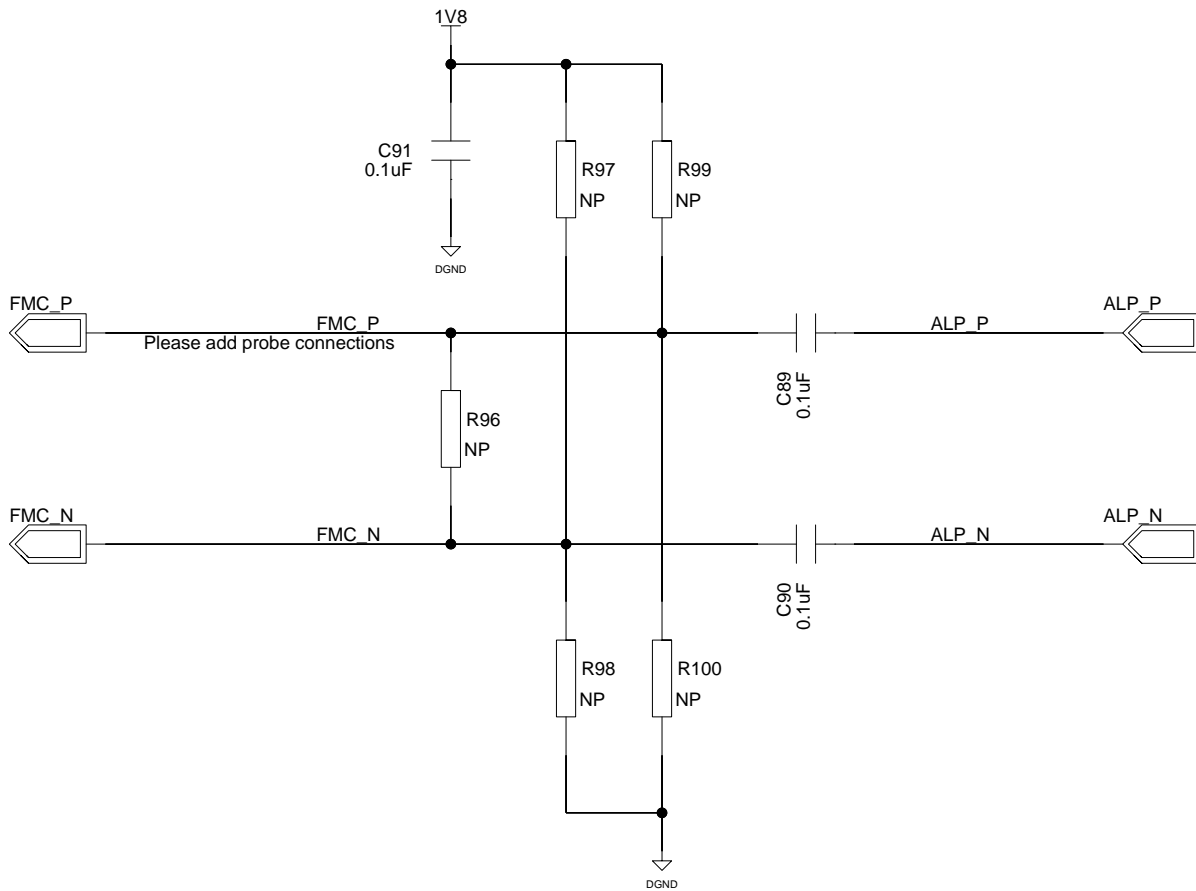 1V8
C91
0.1uF
R97
NP
R99
NP
DGND
FMC_P
FMC_P
Please add probe connections
ALP_P
ALP_P
C89
0.1uF
R96
NP
FMC_N
FMC_N
ALP_N
ALP_N
C90
0.1uF
R98
NP
R100
NP
DGND